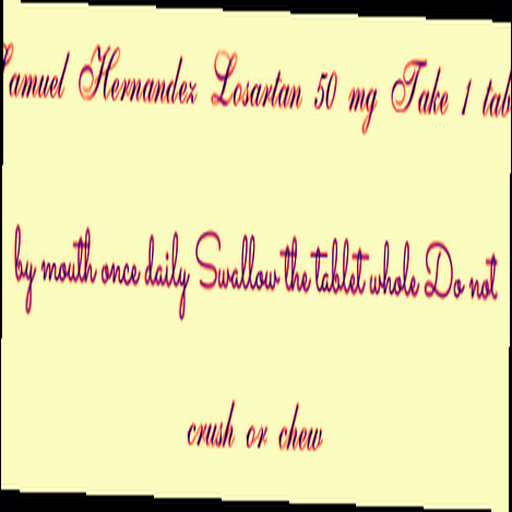 Samuel Hernandez Losartan 50 mg Take 1 tab
by mouth once daily Swallow the tablet whole Do not
crush or chew